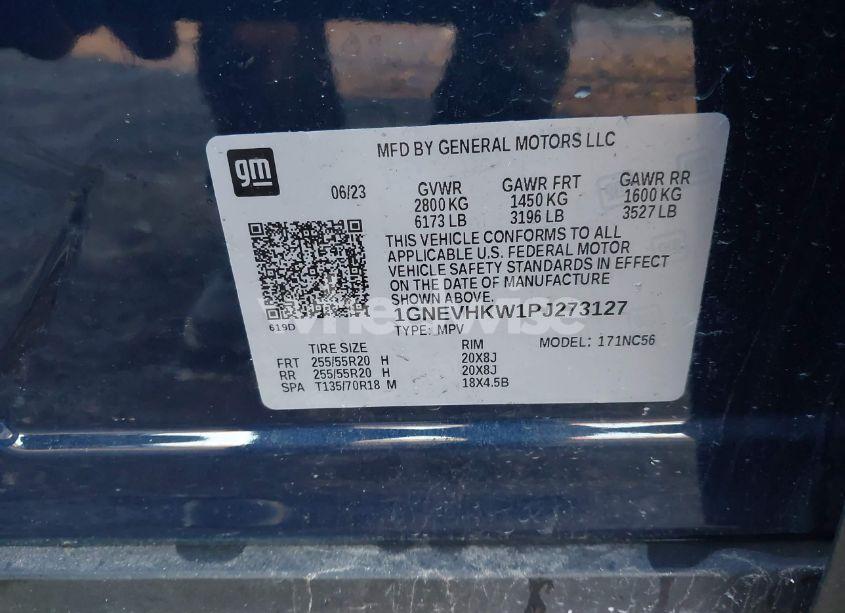 MFD BY GENERAL MOTORS LLC
gm
06/23
GVWR GAWR FRT GAWR RR
2800 KG 1450 KG 1600 KG
6173 LB 3196 LB 3527 LB
THIS VEHICLE CONFORMS TO ALL
APPLICABLE U.S. FEDERAL MOTOR
VEHICLE SAFETY STANDARDS IN EFFECT
ON THE DATE OF MANUFACTURE
SHOWN ABOVE.
1GNEVHKW1PJ273127
619D
TYPE: MPV
MODEL: 171NC56
TIRE SIZE RIM
FRT 255/55R20 H 20X8J
RR 255/55R20 H 20X8J
SPA T135/70R18 M 18X4.5B